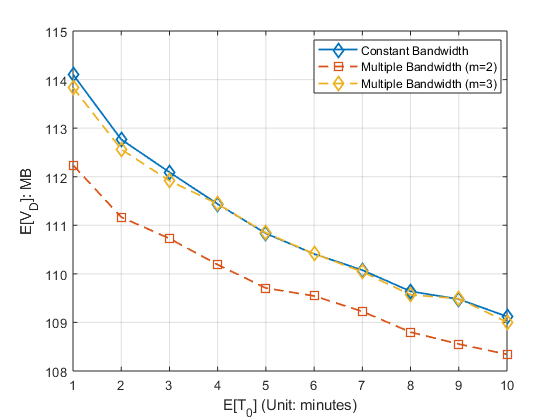 115
114
113
112
111
110
109
108
E[V_D]: MB
Constant Bandwidth
Multiple Bandwidth (m=2)
Multiple Bandwidth (m=3)
1 2 3 4 5 6 7 8 9 10
E[T_0] (Unit: minutes)